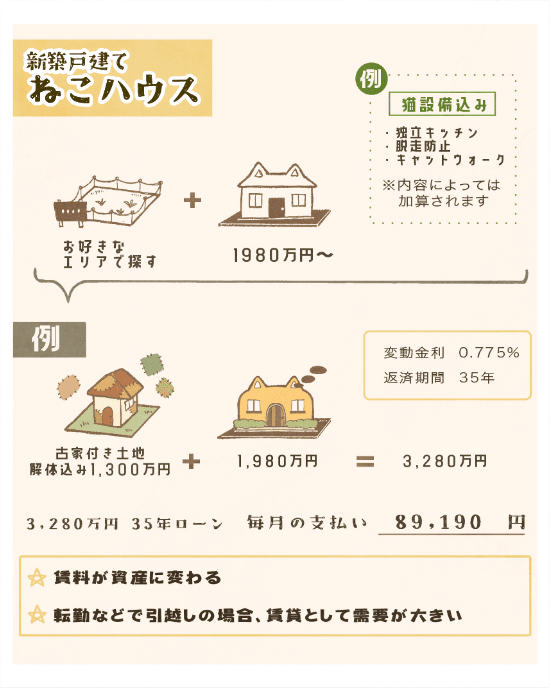 新築戸建て
ねこハウス
例
猫設備込み
・独立キッチン
・脱走防止
・キャットウォーク
※内容によっては
加算されます
お好きな
エリアで探す
+
1980万円〜
例
変動金利 0.775%
返済期間 35年
古家付き土地
解体込み1,300万円
+
1,980万円
=
3,280万円
3,280万円 35年ローン 毎月の支払い 89,190 円
☆ 賃料が資産に変わる
☆ 転勤などで引越しの場合、賃貸として需要が大きい